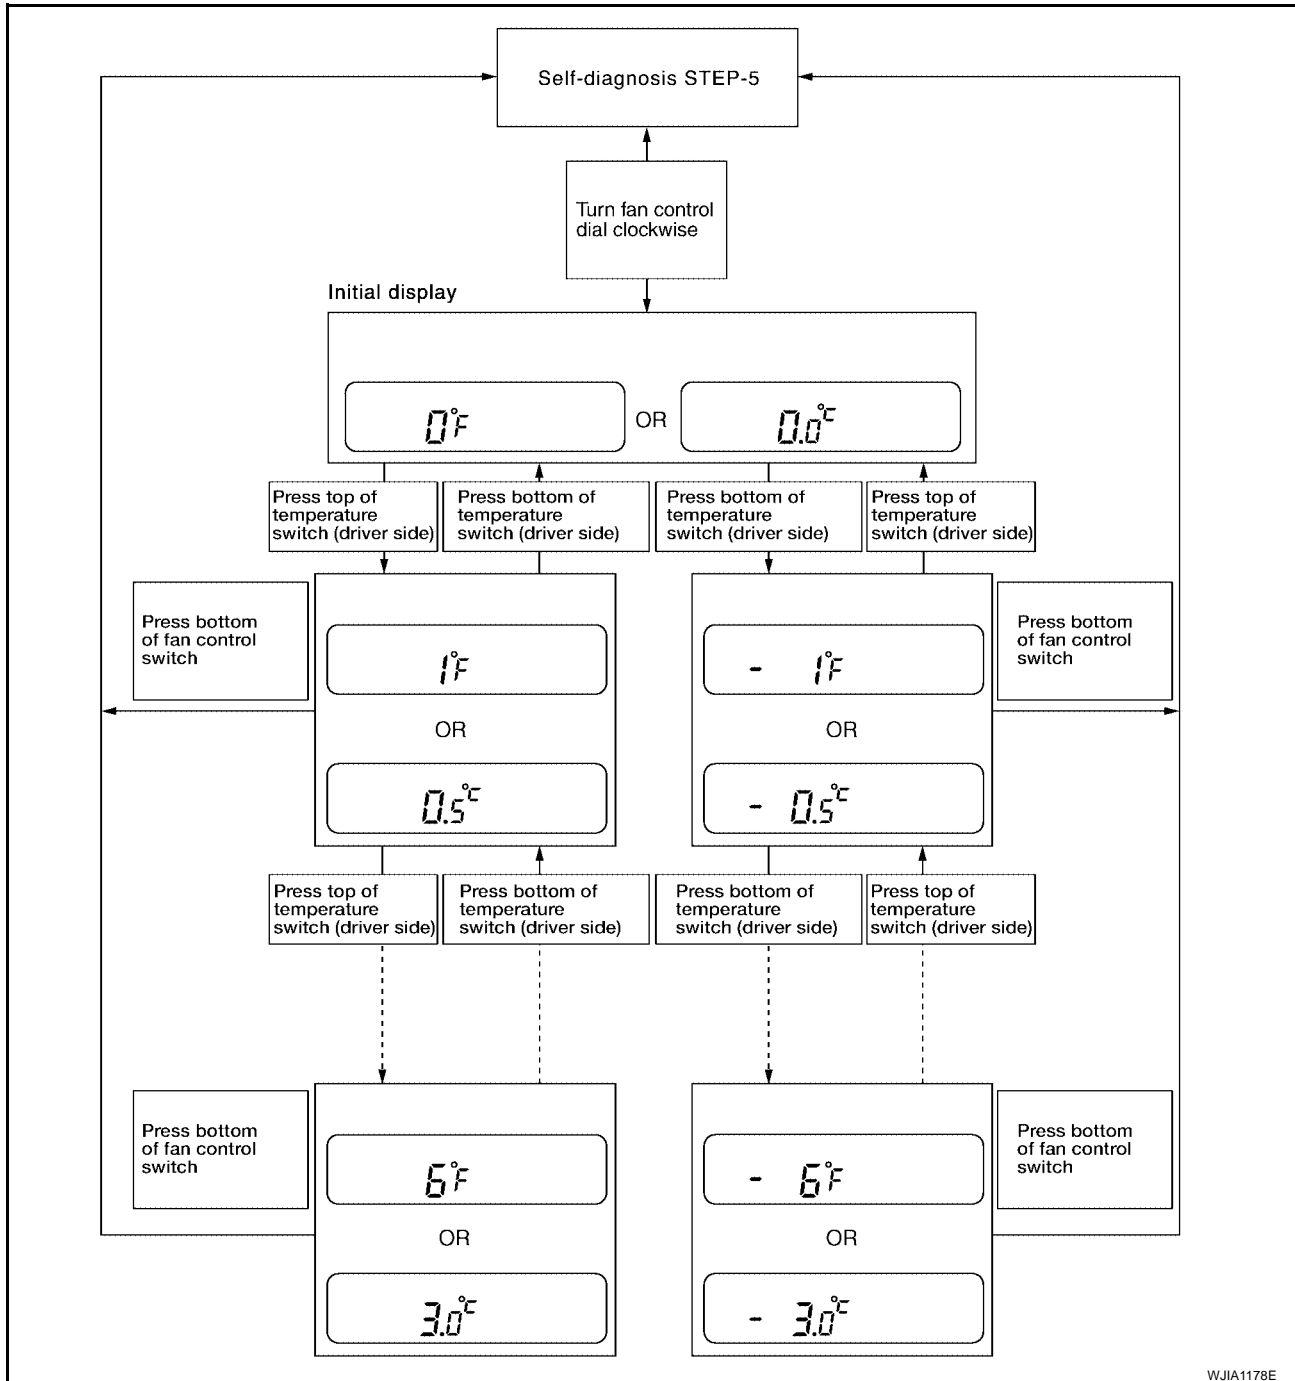 Self-diagnosis STEP-5
Turn fan control
dial clockwise
Initial display
0°F
OR
0.0°C
Press top of
temperature
switch (driver side)
Press bottom of
temperature
switch (driver side)
Press bottom of
temperature
switch (driver side)
Press top of
temperature
switch (driver side)
Press bottom
of fan control
switch
1°F
OR
0.5°C
- 1°F
OR
- 0.5°C
Press bottom
of fan control
switch
Press top of
temperature
switch (driver side)
Press bottom of
temperature
switch (driver side)
Press bottom of
temperature
switch (driver side)
Press top of
temperature
switch (driver side)
Press bottom
of fan control
switch
6°F
OR
3.0°C
- 6°F
OR
- 3.0°C
Press bottom
of fan control
switch
WJIA1178E